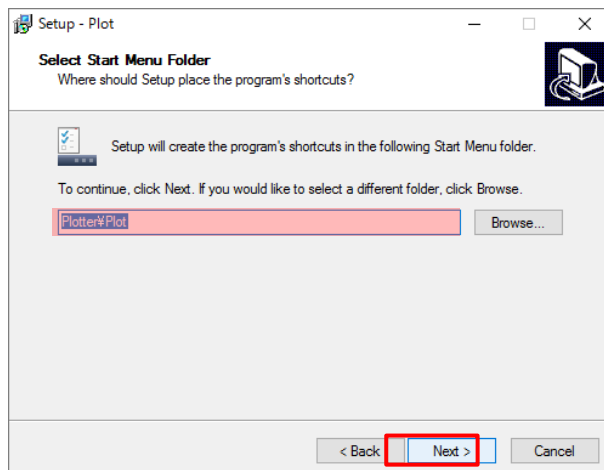 Setup - Plot
Select Start Menu Folder
Where should Setup place the program's shortcuts?
Setup will create the program's shortcuts in the following Start Menu folder.
To continue, click Next. If you would like to select a different folder, click Browse.
Plotter¥Plot
Browse...
< Back
Next >
Cancel